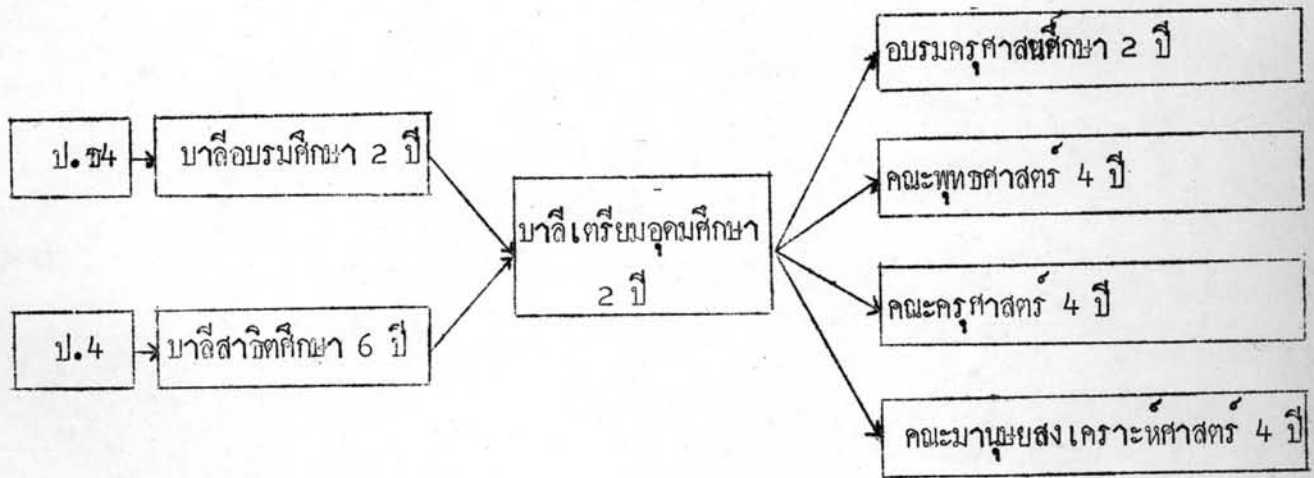 อบรมครุศาสนศึกษา 2 ปี
ป.ธ4
บาลีอบรมศึกษา 2 ปี
คณะพุทธศาสตร์ 4 ปี
บาลีเตรียมอุดมศึกษา
2 ปี
ป.4
บาลีสาธิตศึกษา 6 ปี
คณะครุศาสตร์ 4 ปี
คณะมานุษยสงเคราะห์ศาสตร์ 4 ปี